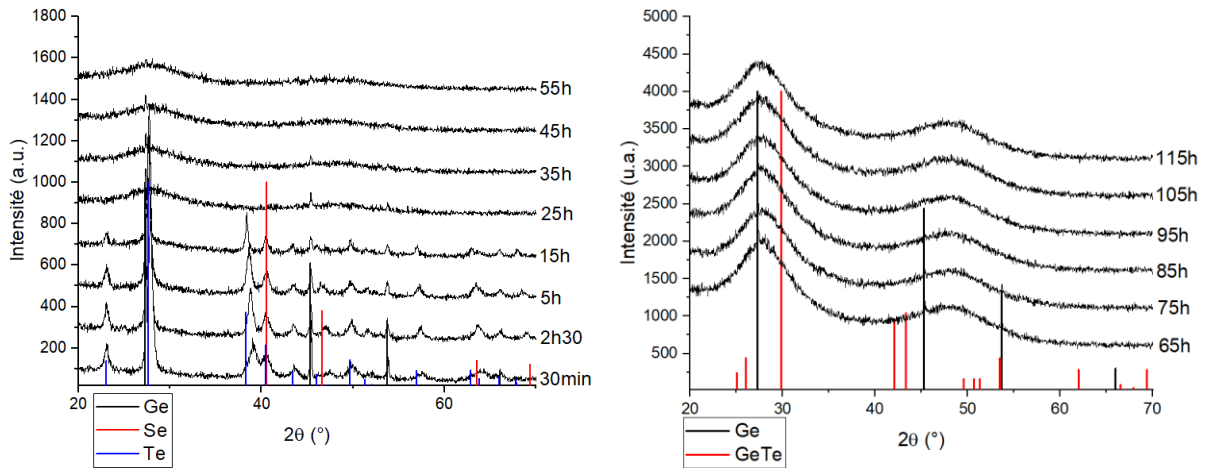 Intensité (a.u.)
1800
1600
1400
1200
1000
800
600
400
200
55h
45h
35h
25h
15h
5h
2h30
30min
20
40
60
2θ (°)
Ge
Se
Te
Intensité (u.a.)
5000
4500
4000
3500
3000
2500
2000
1500
1000
500
115h
105h
95h
85h
75h
65h
20
30
40
50
60
70
2θ (°)
Ge
GeTe